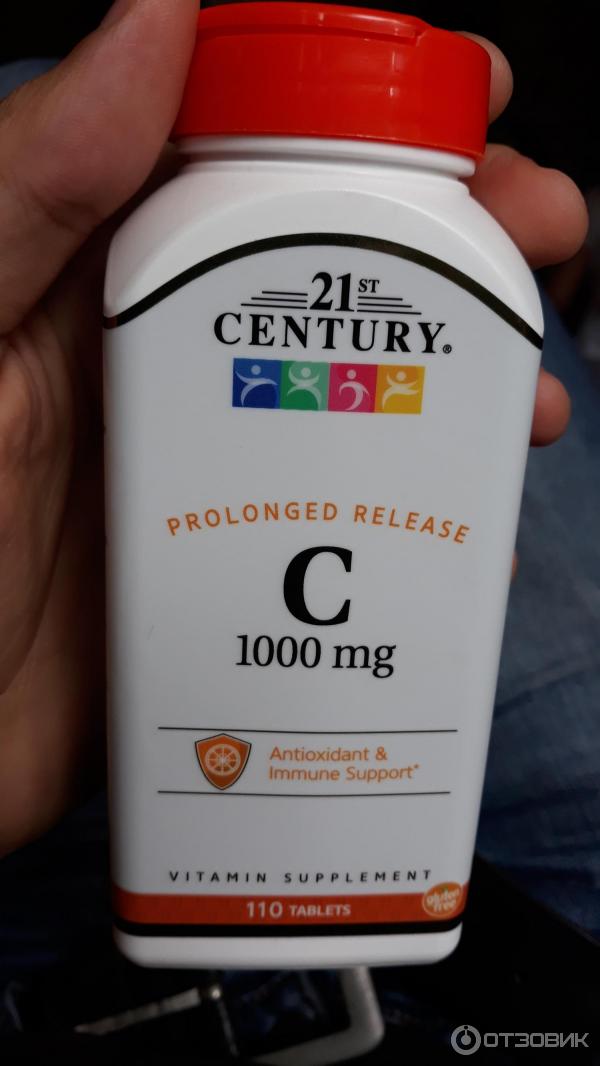 21ST
CENTURY®
PROLONGED RELEASE
C
1000 mg
Antioxidant &
Immune Support*
VITAMIN SUPPLEMENT
110 TABLETS
gluten
free
ОТЗОВИК